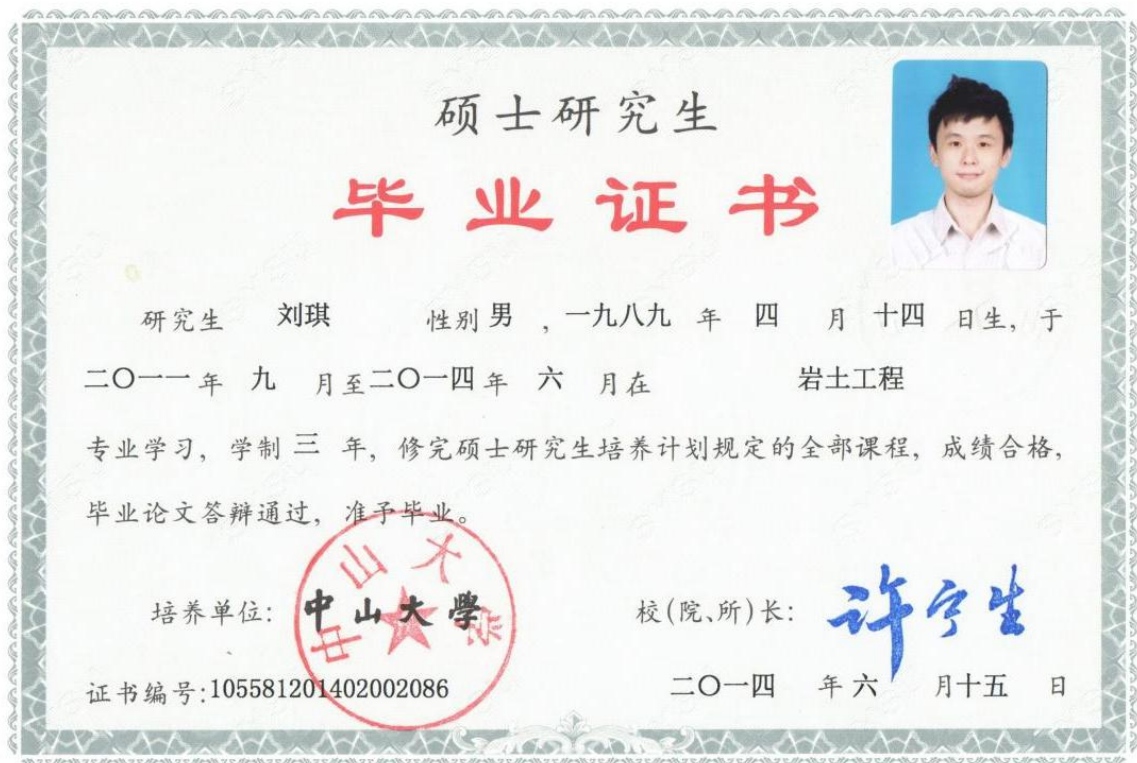 硕士研究生
毕业证书
研究生 刘琪 性别 男 ，一九八九 年 四 月 十四 日生，于
二〇一一 年 九 月至 二〇一四 年 六 月在 岩土工程
专业学习，学制 三 年，修完硕士研究生培养计划规定的全部课程，成绩合格，
毕业论文答辩通过，准予毕业。
中山大学
培养单位：中山大學 校(院、所)长：许宁生
证书编号:105581201402002086 二〇一四 年 六 月 十五 日